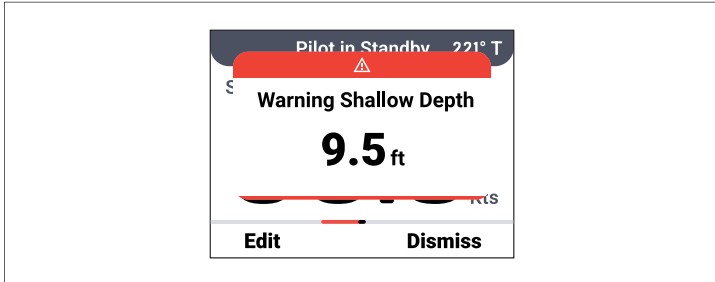 Pilot in Standby 221° T
S
Warning Shallow Depth
9.5 ft
Kts
Edit Dismiss